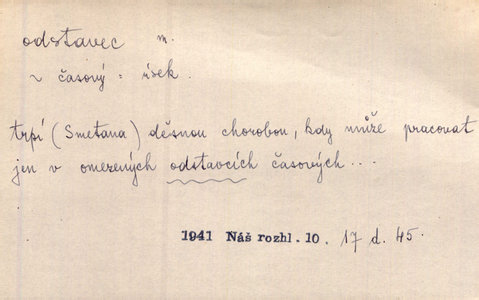 odstavec m.
~ časový = úsek.
trpí (Smetana) děsnou chorobou, kdy může pracovat
jen v omezených odstavcích časových...
1941 Náš rozhl. 10. 17 d. 45.